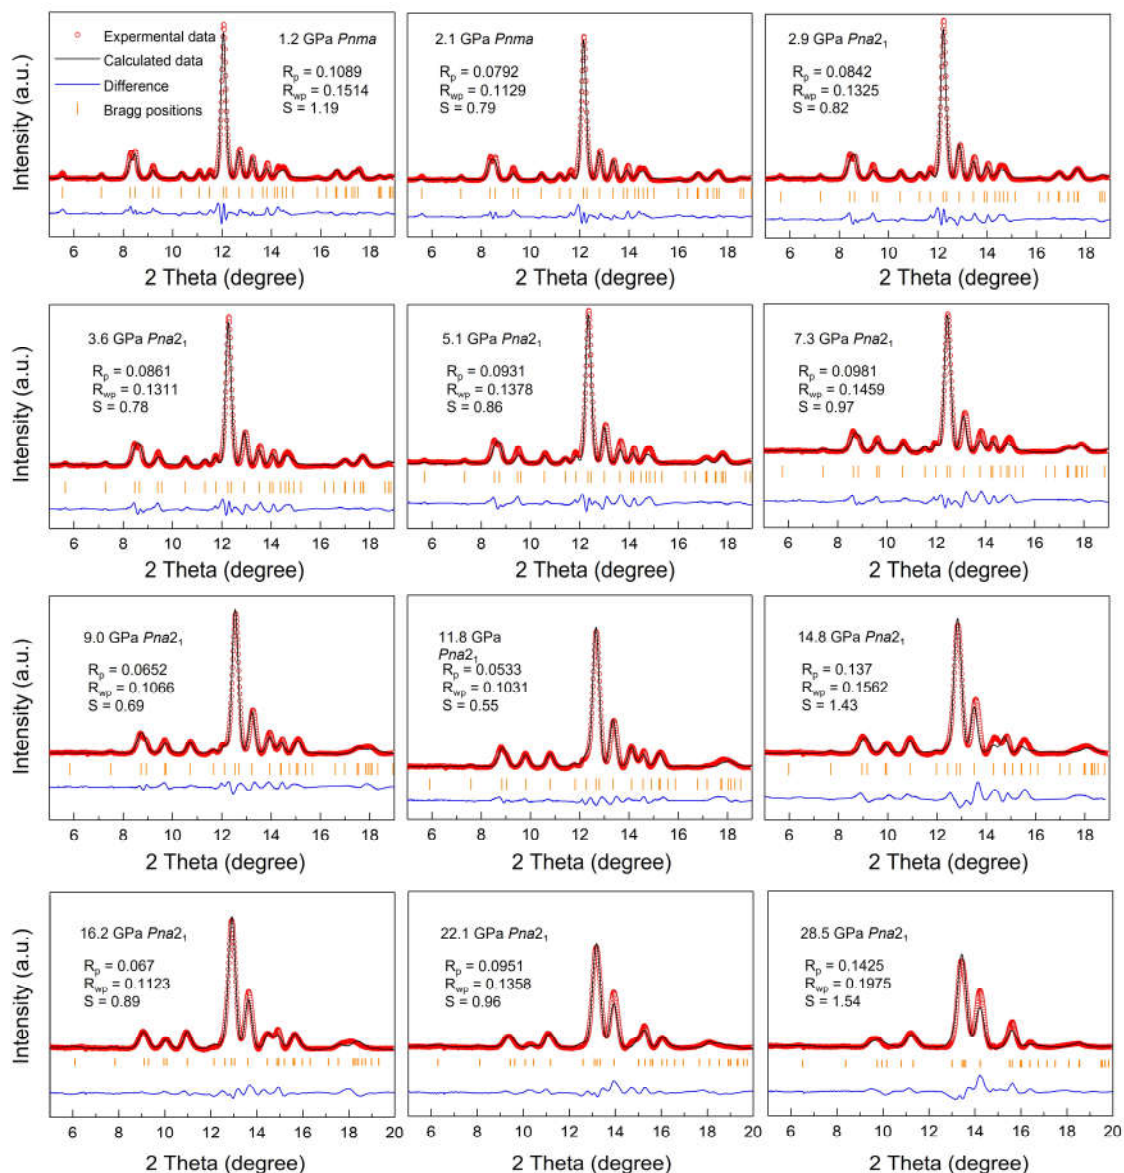 Intensity (a.u.)
Expermental data
Calculated data
Difference
Bragg positions
1.2 GPa Pnma
Rp = 0.1089
Rwp = 0.1514
S = 1.19
6 8 10 12 14 16 18
2 Theta (degree)
2.1 GPa Pnma
Rp = 0.0792
Rwp = 0.1129
S = 0.79
6 8 10 12 14 16 18
2 Theta (degree)
2.9 GPa Pna2₁
Rp = 0.0842
Rwp = 0.1325
S = 0.82
6 8 10 12 14 16 18
2 Theta (degree)
Intensity (a.u.)
3.6 GPa Pna2₁
Rp = 0.0861
Rwp = 0.1311
S = 0.78
6 8 10 12 14 16 18
2 Theta (degree)
5.1 GPa Pna2₁
Rp = 0.0931
Rwp = 0.1378
S = 0.86
6 8 10 12 14 16 18
2 Theta (degree)
7.3 GPa Pna2₁
Rp = 0.0981
Rwp = 0.1459
S = 0.97
6 8 10 12 14 16 18
2 Theta (degree)
Intensity (a.u.)
9.0 GPa Pna2₁
Rp = 0.0652
Rwp = 0.1066
S = 0.69
6 8 10 12 14 16 18
2 Theta (degree)
11.8 GPa
Pna2₁
Rp = 0.0533
Rwp = 0.1031
S = 0.55
6 8 10 12 14 16 18
2 Theta (degree)
14.8 GPa Pna2₁
Rp = 0.137
Rwp = 0.1562
S = 1.43
6 8 10 12 14 16 18
2 Theta (degree)
Intensity (a.u.)
16.2 GPa Pna2₁
Rp = 0.067
Rwp = 0.1123
S = 0.89
6 8 10 12 14 16 18 20
2 Theta (degree)
22.1 GPa Pna2₁
Rp = 0.0951
Rwp = 0.1358
S = 0.96
6 8 10 12 14 16 18 20
2 Theta (degree)
28.5 GPa Pna2₁
Rp = 0.1425
Rwp = 0.1975
S = 1.54
6 8 10 12 14 16 18 20
2 Theta (degree)